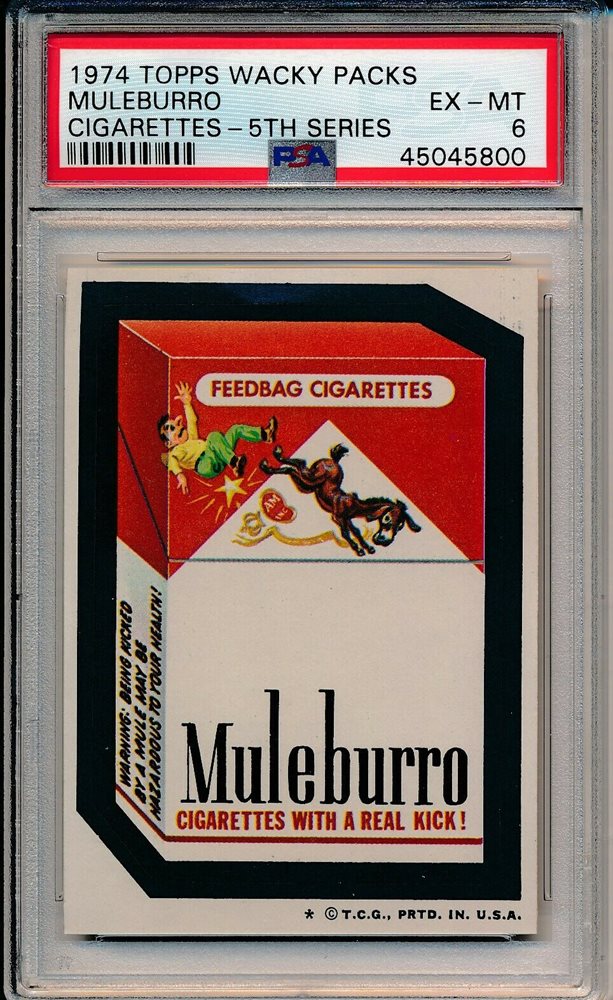 1974 TOPPS WACKY PACKS
MULEBURRO EX - MT
CIGARETTES - 5TH SERIES 6
PSA 45045800
FEEDBAG CIGARETTES
AM
WARNING: BEING KICKED
BY A MULE MAY BE
HAZARDOUS TO YOUR HEALTH!
Muleburro
CIGARETTES WITH A REAL KICK!
* © T.C.G., PRTD. IN. U.S.A.